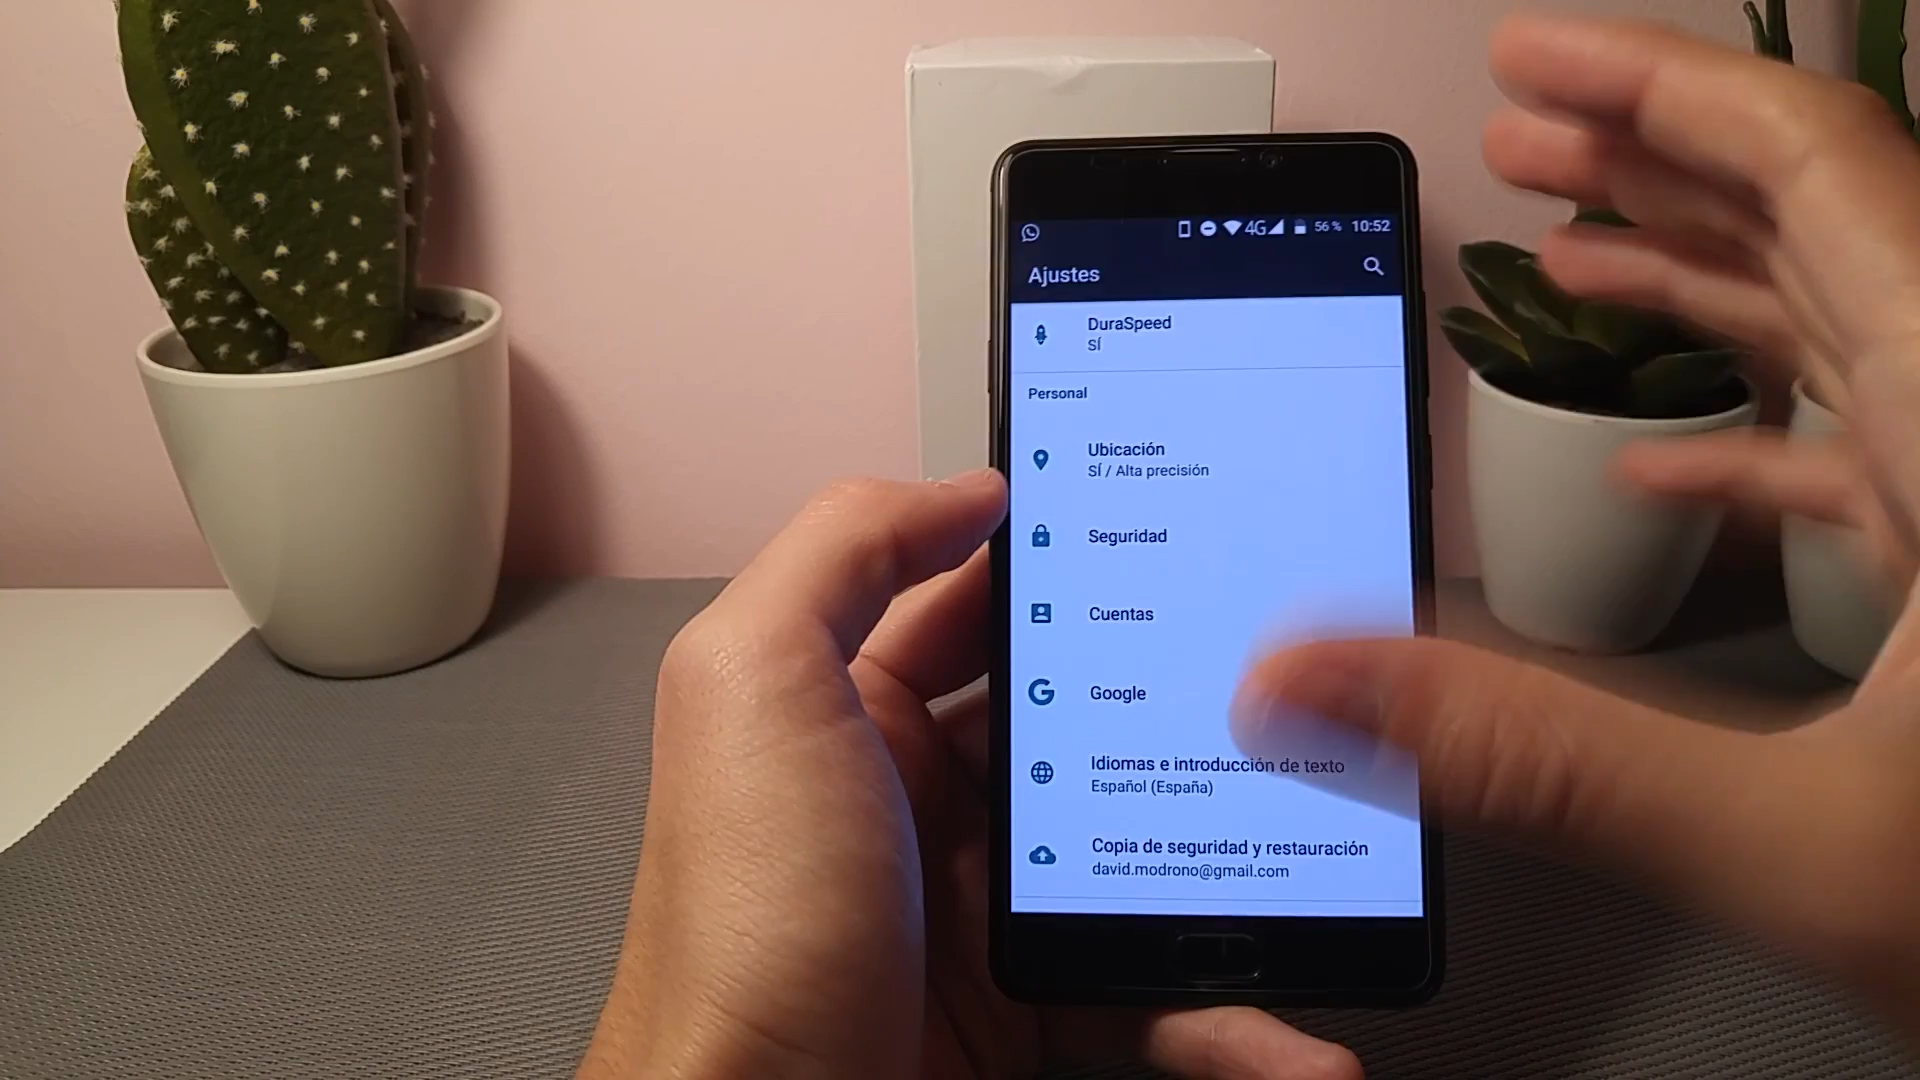 4G 56 % 10:52
Ajustes
DuraSpeed
SÍ
Personal
Ubicación
SÍ / Alta precisión
Seguridad
Cuentas
Google
Idiomas e introducción de texto
Español (España)
Copia de seguridad y restauración
david.modrono@gmail.com